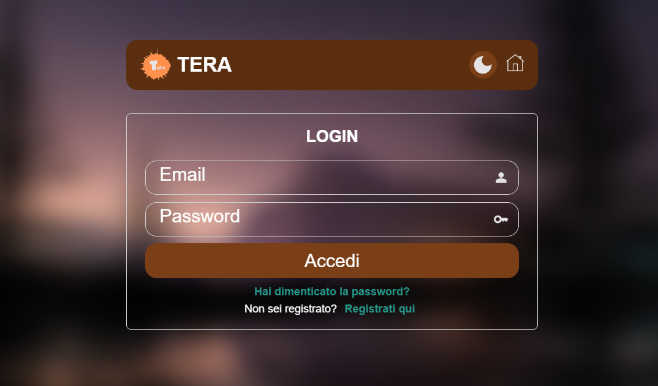 TERA
LOGIN
Email
Password
Accedi
Hai dimenticato la password?
Non sei registrato? Registrati qui